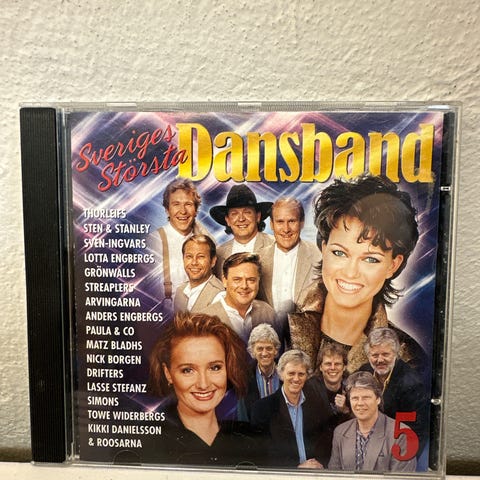 Sveriges
Största
Dansband
THORLEIFS
STEN & STANLEY
SVEN-INGVARS
LOTTA ENGBERGS
GRÖNWALLS
STREAPLERS
ARVINGARNA
ANDERS ENGBERGS
PAULA & CO
MATZ BLADHS
NICK BORGEN
DRIFTERS
LASSE STEFANZ
SIMONS
TOWE WIDERBERGS
KIKKI DANIELSSON
& ROOSARNA
5